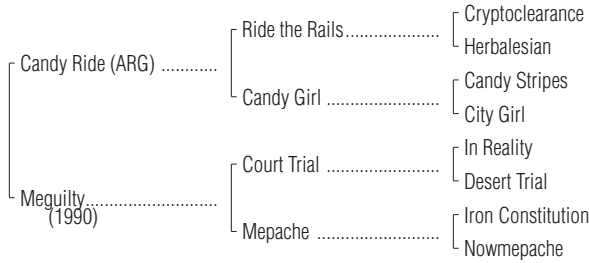 Cryptoclearance
Ride the Rails....................
Herbalesian
Candy Ride (ARG) ............
Candy Stripes
Candy Girl ........................
City Girl
In Reality
Court Trial ........................
Desert Trial
Meguilty............................
(1990)
Iron Constitution
Mepache ..........................
Nowmepache